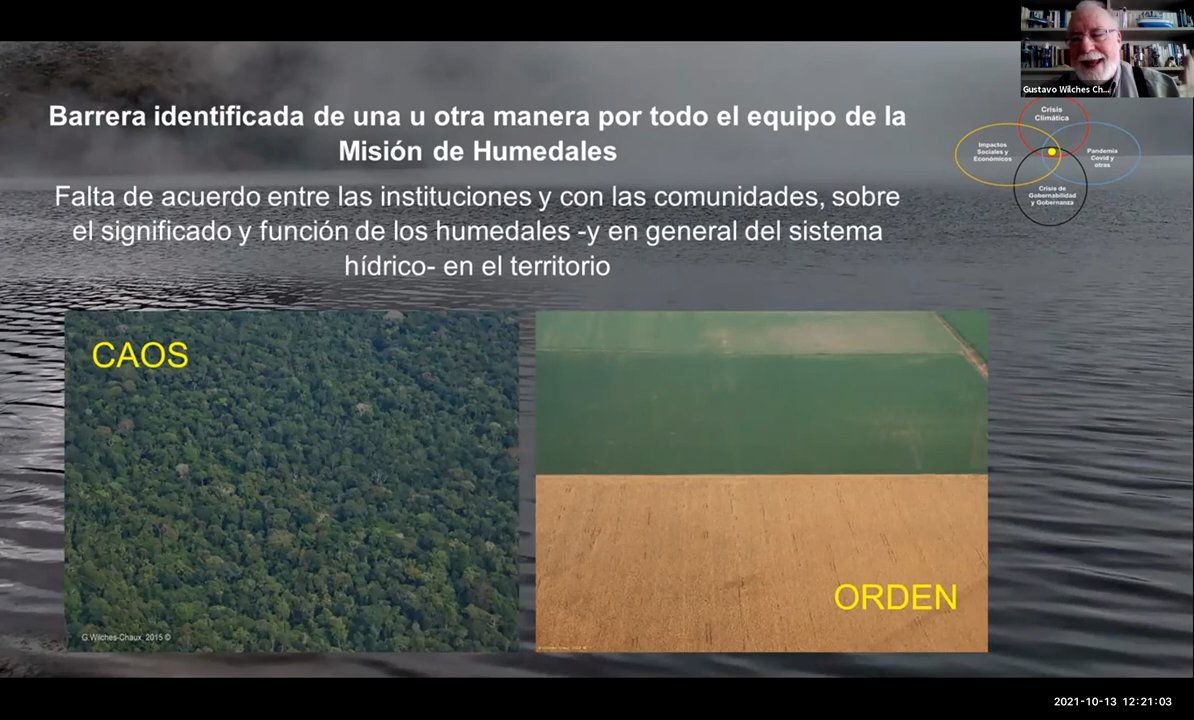 Gustavo Wilches Ch...
Barrera identificada de una u otra manera por todo el equipo de la
Misión de Humedales
Falta de acuerdo entre las instituciones y con las comunidades, sobre
el significado y función de los humedales -y en general del sistema
hídrico- en el territorio
Crisis
Climática
Impactos
Sociales y
Económicos
Pandemia
Covid y
otras
Crisis de
Gobernabilidad
y Gobernanza
CAOS
G.Wilches-Chaux, 2015 ©
ORDEN
2021-10-13 12:21:03